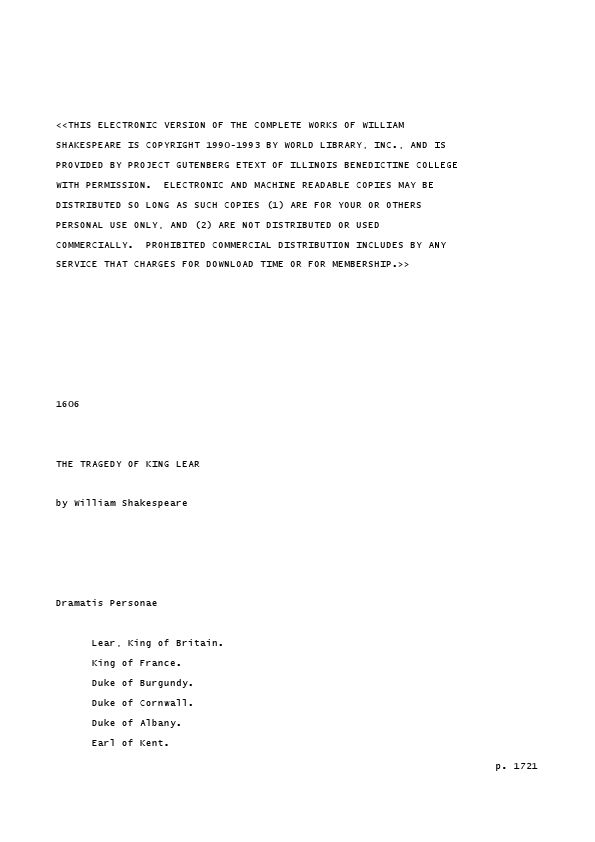 <<THIS ELECTRONIC VERSION OF THE COMPLETE WORKS OF WILLIAM
SHAKESPEARE IS COPYRIGHT 1990-1993 BY WORLD LIBRARY, INC., AND IS
PROVIDED BY PROJECT GUTENBERG ETEXT OF ILLINOIS BENEDICTINE COLLEGE
WITH PERMISSION.  ELECTRONIC AND MACHINE READABLE COPIES MAY BE
DISTRIBUTED SO LONG AS SUCH COPIES (1) ARE FOR YOUR OR OTHERS
PERSONAL USE ONLY, AND (2) ARE NOT DISTRIBUTED OR USED
COMMERCIALLY.  PROHIBITED COMMERCIAL DISTRIBUTION INCLUDES BY ANY
SERVICE THAT CHARGES FOR DOWNLOAD TIME OR FOR MEMBERSHIP.>>
1606
THE TRAGEDY OF KING LEAR
by William Shakespeare
Dramatis Personae
Lear, King of Britain.
King of France.
Duke of Burgundy.
Duke of Cornwall.
Duke of Albany.
Earl of Kent.
p. 1721